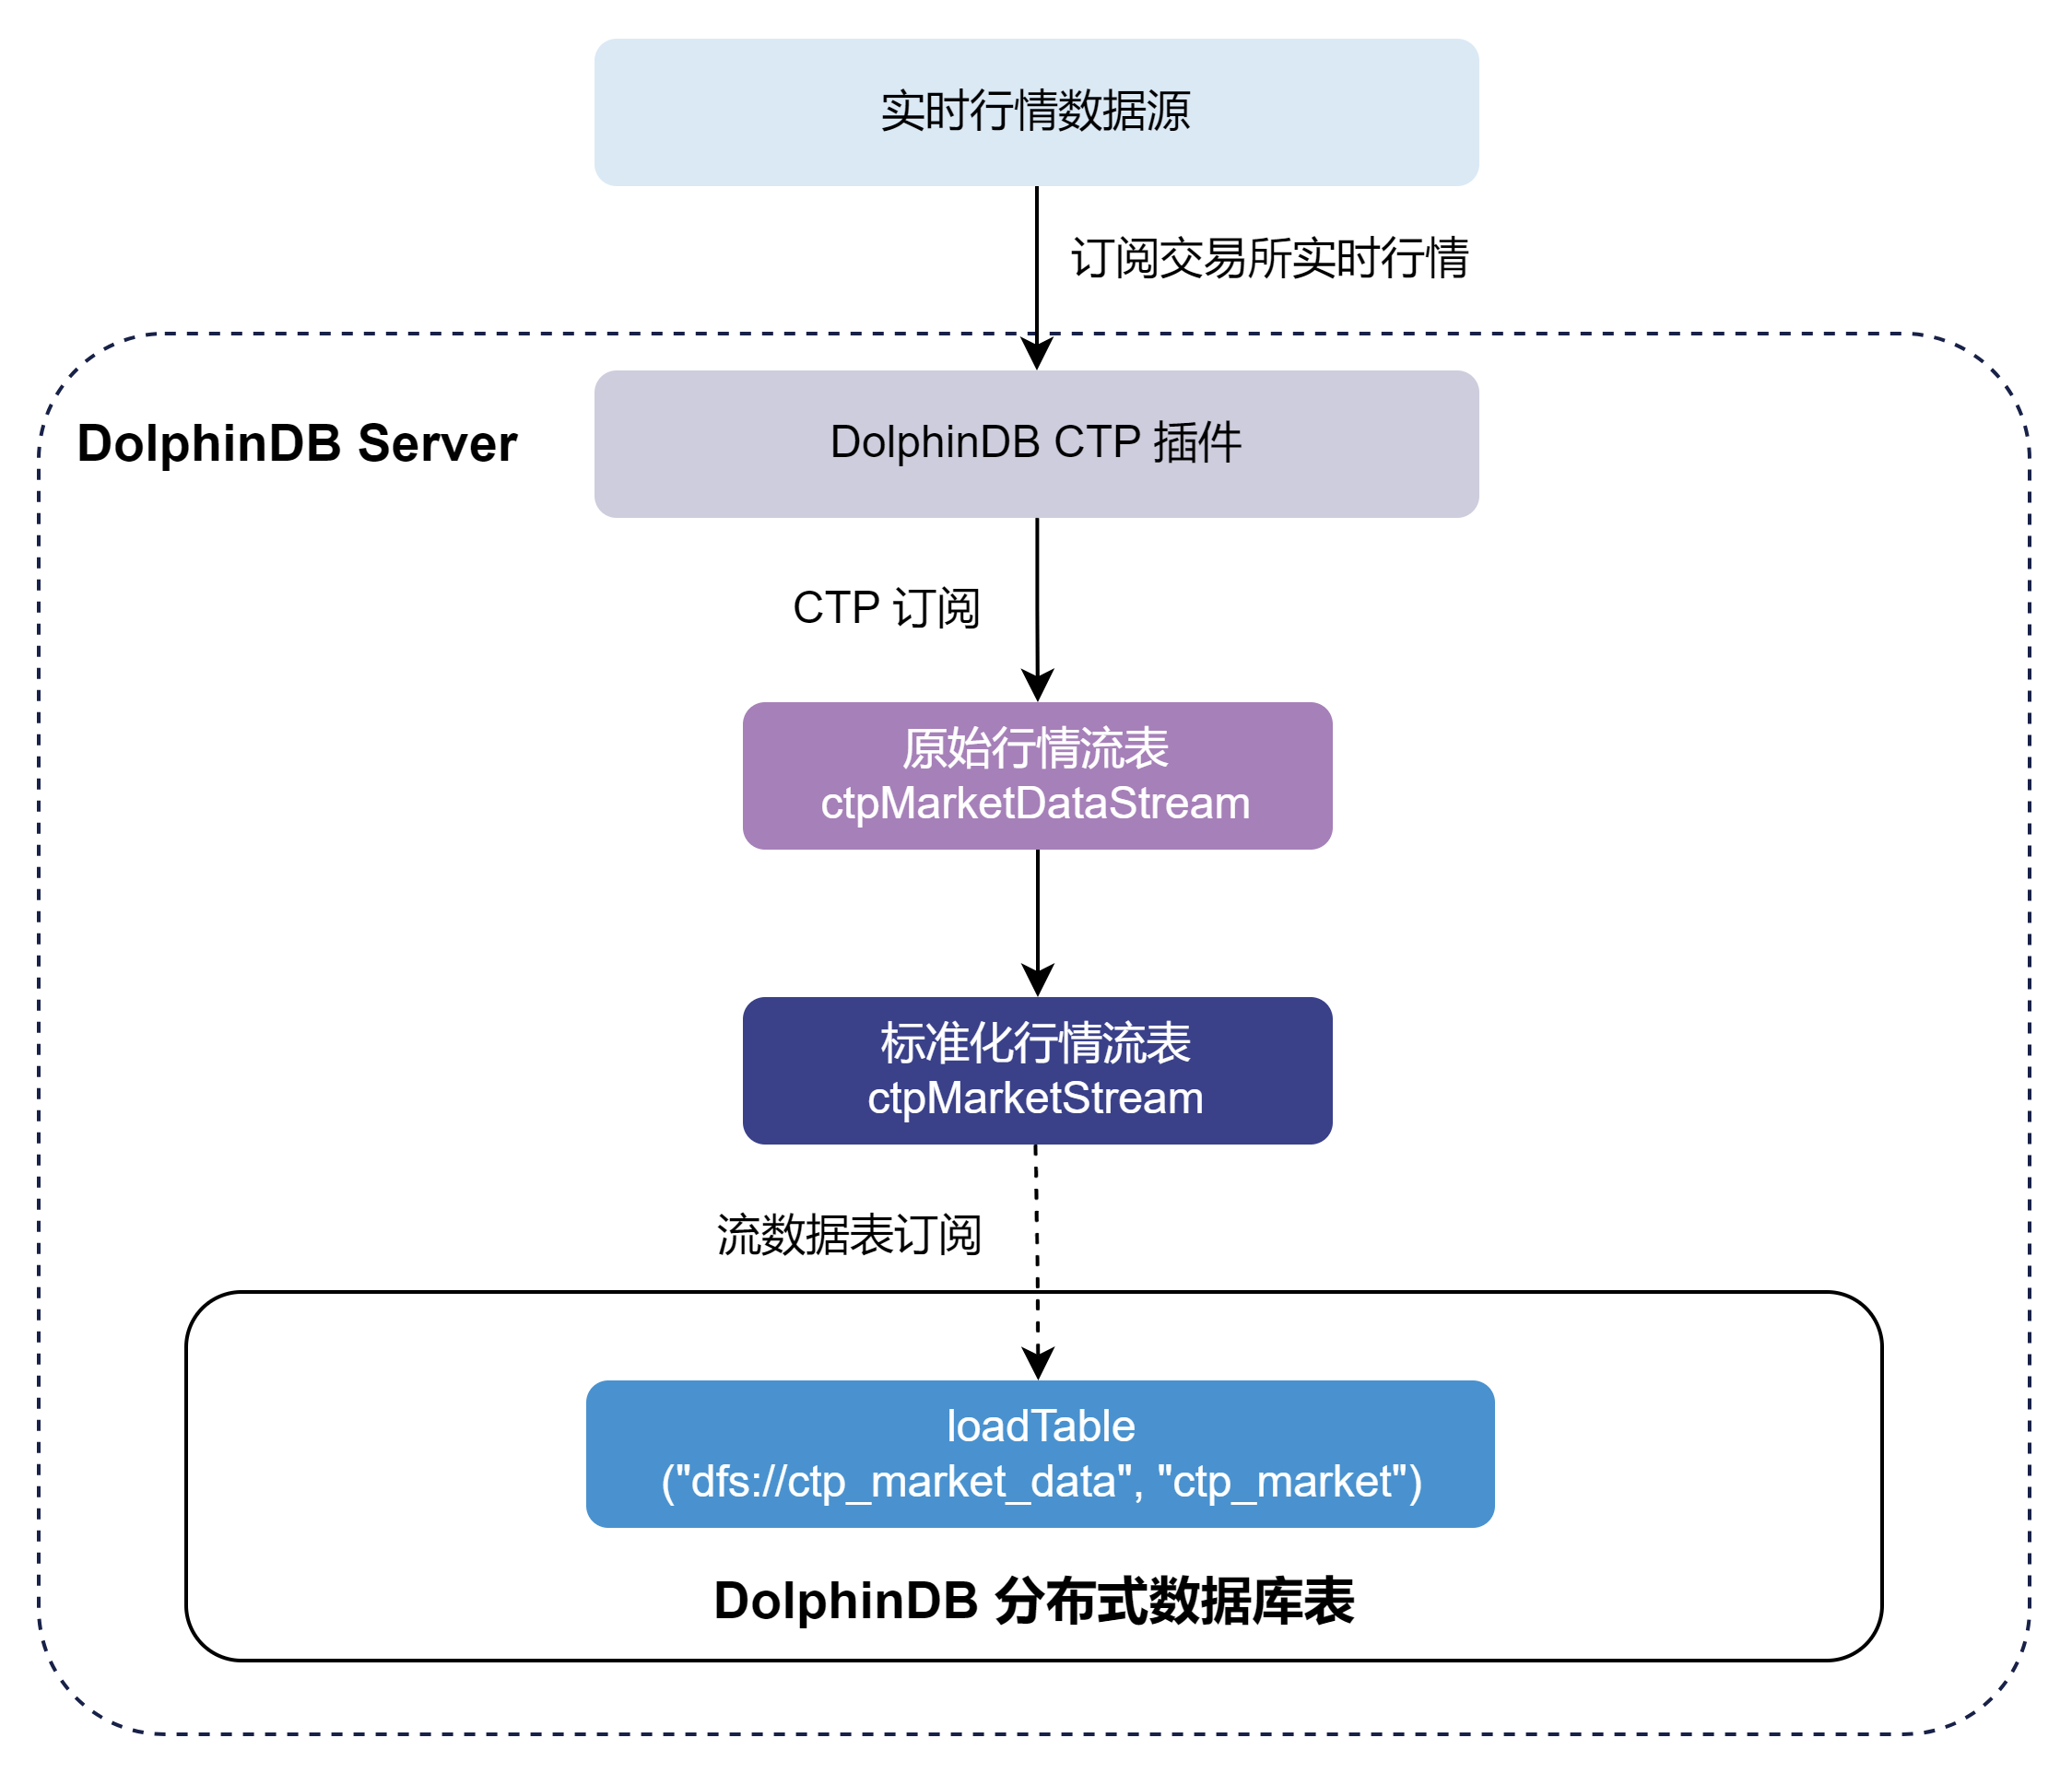 实时行情数据源
订阅交易所实时行情
DolphinDB Server
DolphinDB CTP 插件
CTP 订阅
原始行情流表
ctpMarketDataStream
标准化行情流表
ctpMarketStream
流数据表订阅
loadTable
("dfs://ctp_market_data", "ctp_market")
DolphinDB 分布式数据库表